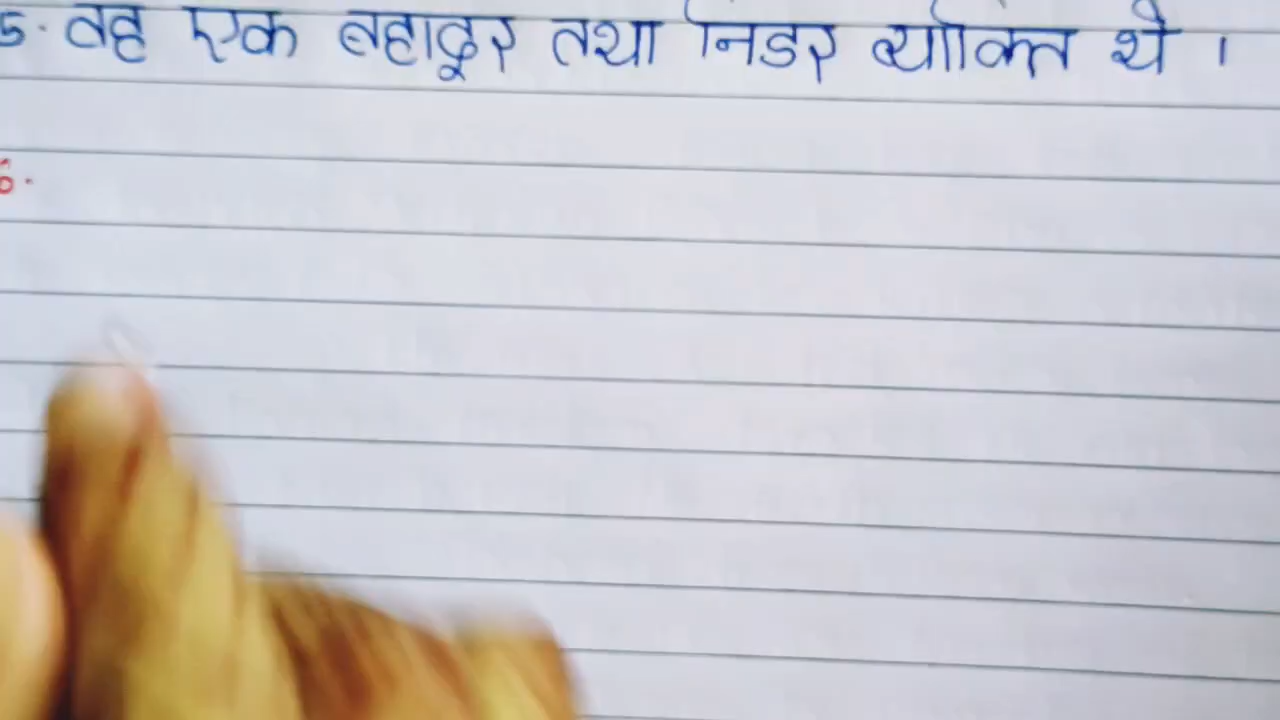 5. वह एक बहादूर तथा निडर व्यक्ति थे ।
6.